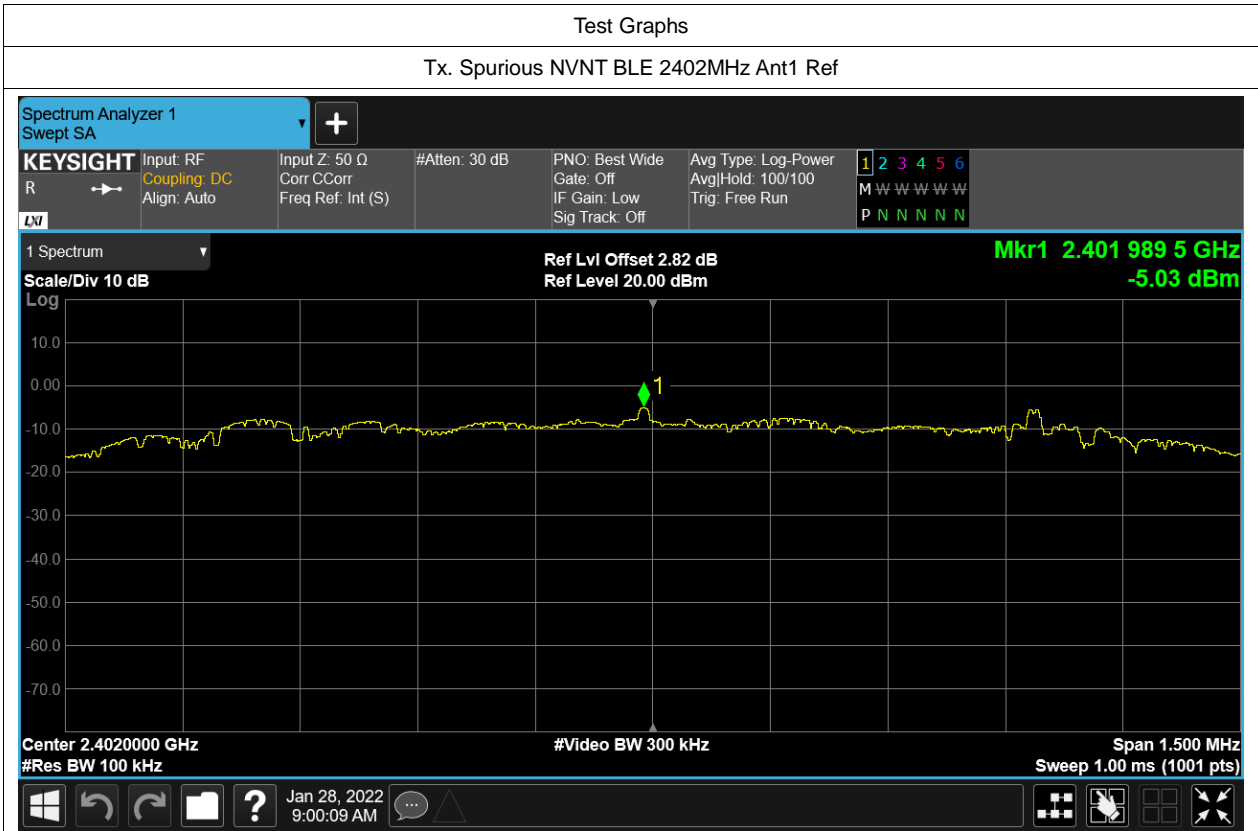 Test Graphs
Tx. Spurious NVNT BLE 2402MHz Ant1 Ref
Spectrum Analyzer 1
Swept SA
KEYSIGHT
R
LXI
Input: RF
Coupling: DC
Align: Auto
Input Z: 50 Ω
Corr CCorr
Freq Ref: Int (S)
#Atten: 30 dB
PNO: Best Wide
Gate: Off
IF Gain: Low
Sig Track: Off
Avg Type: Log-Power
Avg|Hold: 100/100
Trig: Free Run
1 2 3 4 5 6
M W W W W W
P N N N N N
1 Spectrum
Scale/Div 10 dB
Ref Lvl Offset 2.82 dB
Ref Level 20.00 dBm
Mkr1 2.401 989 5 GHz
-5.03 dBm
Log
10.0
0.00
1
-10.0
-20.0
-30.0
-40.0
-50.0
-60.0
-70.0
Center 2.4020000 GHz
#Video BW 300 kHz
Span 1.500 MHz
#Res BW 100 kHz
Sweep 1.00 ms (1001 pts)
?
Jan 28, 2022
9:00:09 AM